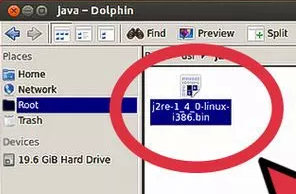 java – Dolphin
Find
Preview
Split
Places
Home
Network
Root
Trash
Devices
19.6 GiB Hard Drive
j2re-1_4_0-linux-
i386.bin